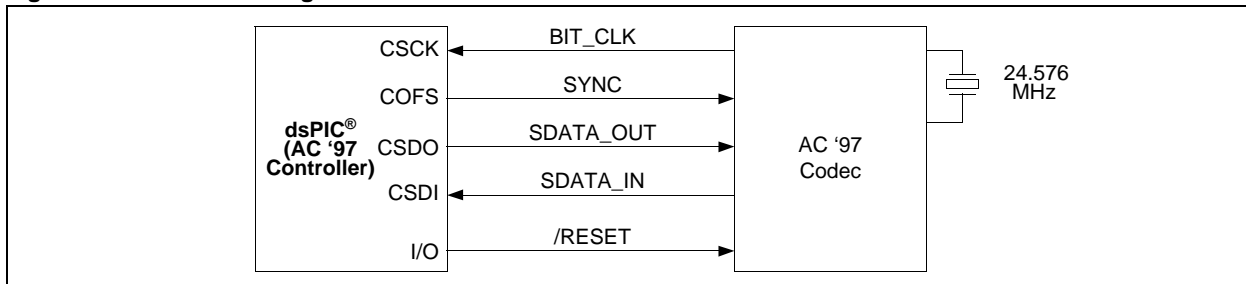 CSCK
BIT_CLK
COFS
SYNC
dsPIC®
(AC ‘97
Controller)
CSDO
SDATA_OUT
CSDI
SDATA_IN
I/O
/RESET
AC ‘97
Codec
24.576
MHz